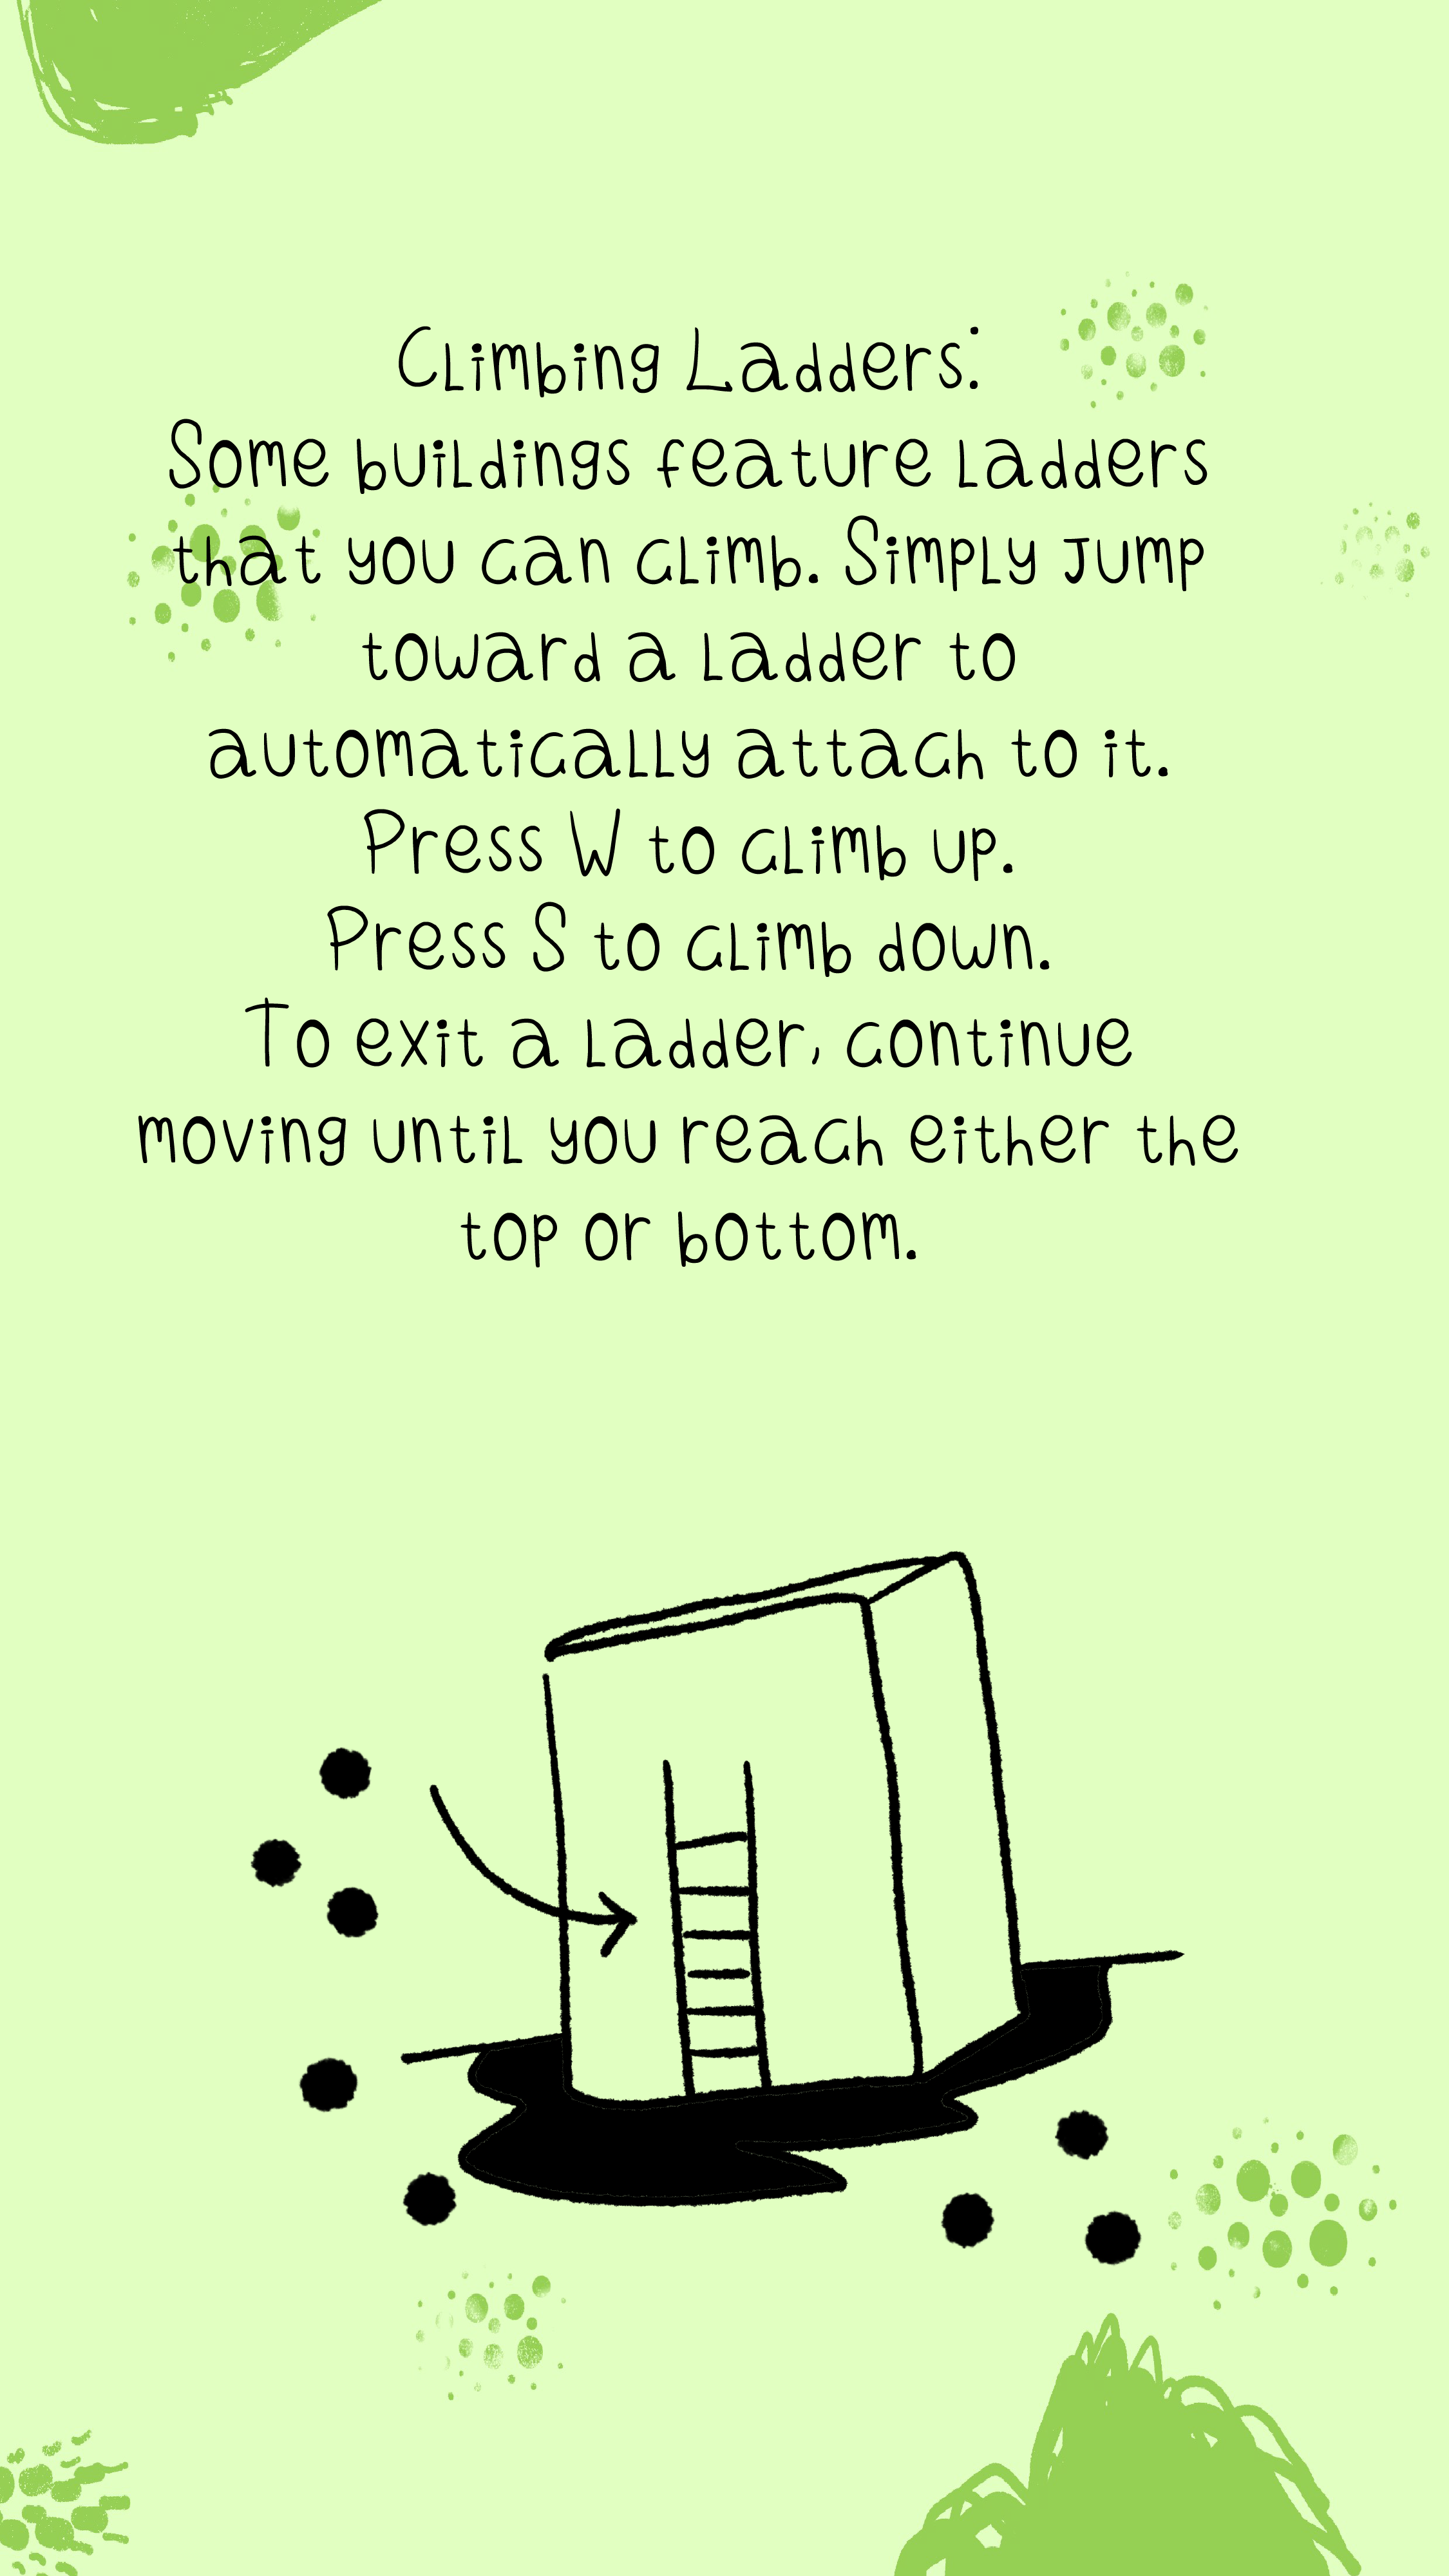 Climbing Ladders:
Some buildings feature ladders
that you can climb. Simply jump
toward a ladder to
automatically attach to it.
Press W to climb up.
Press S to climb down.
To exit a ladder, continue
moving until you reach either the
top or bottom.